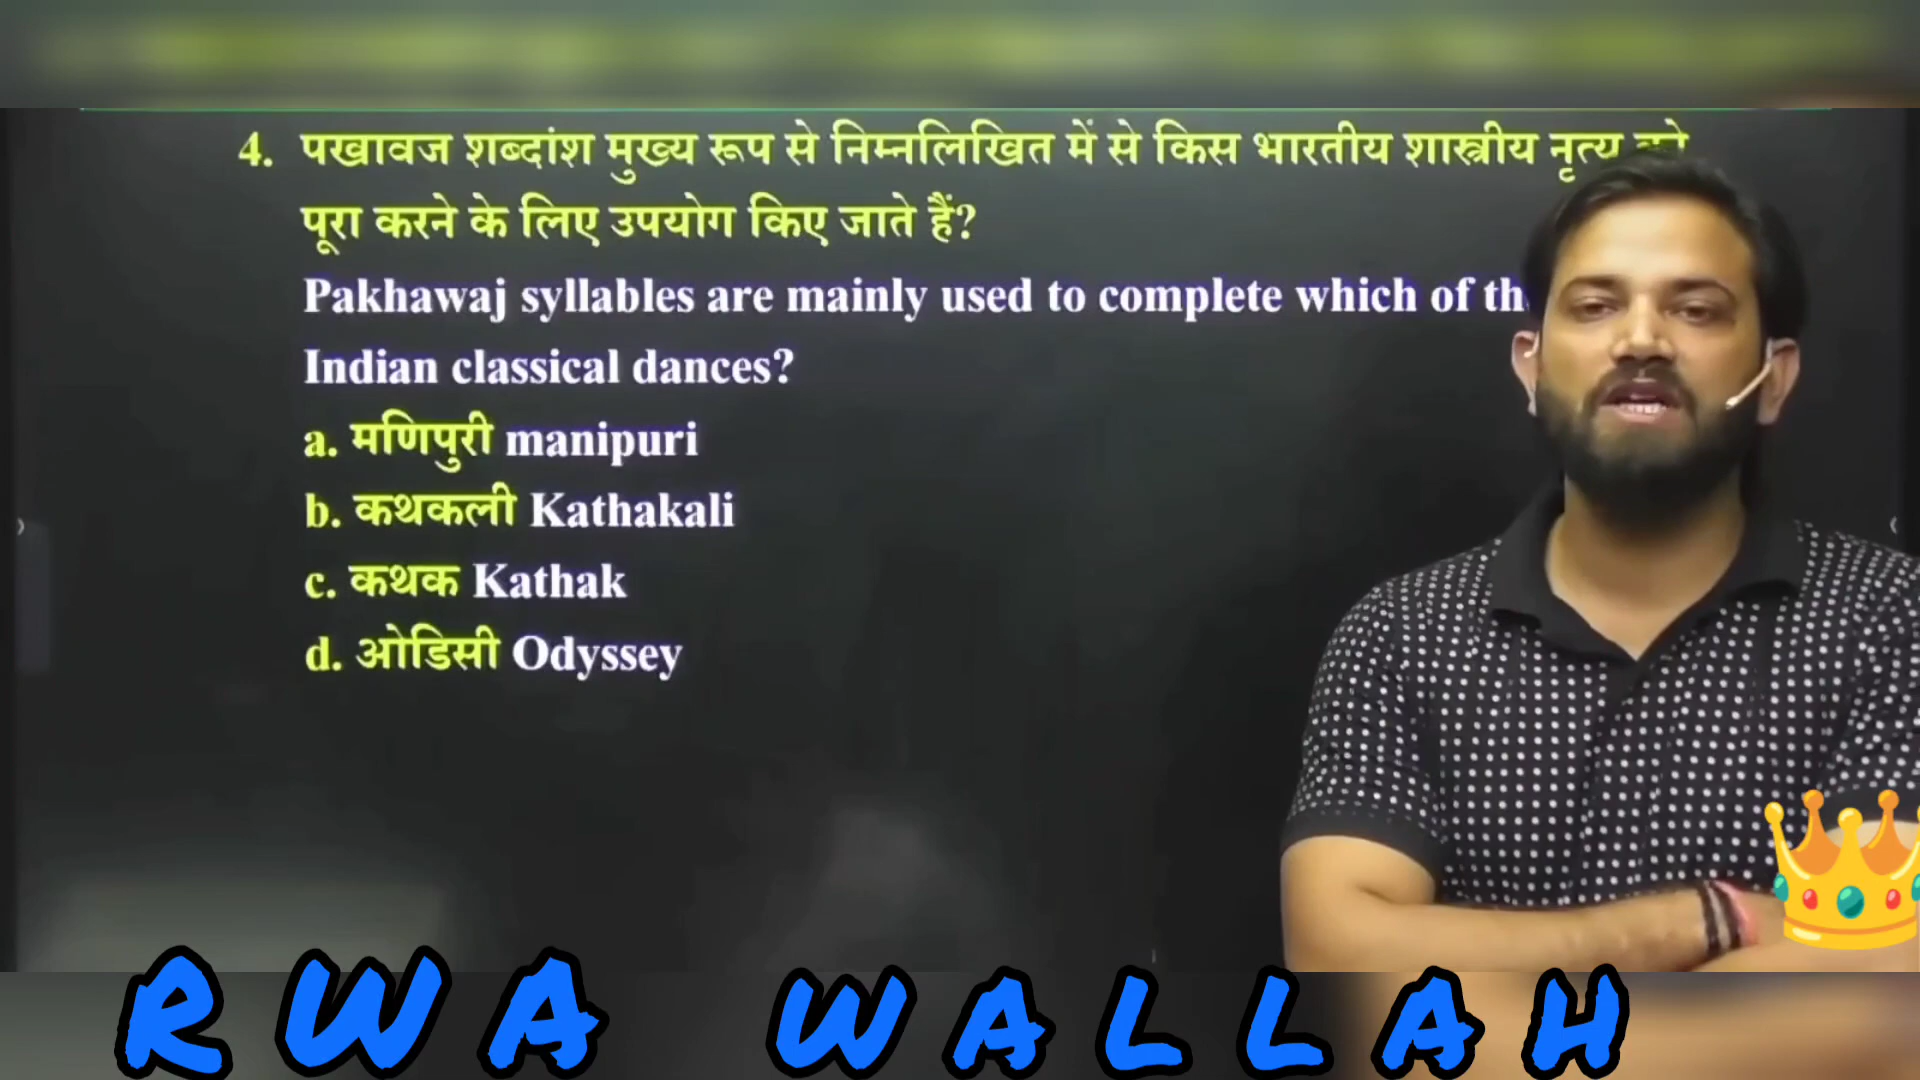 4. पखावज शब्दांश मुख्य रूप से निम्नलिखित में से किस भारतीय शास्त्रीय नृत्य को
पूरा करने के लिए उपयोग किए जाते हैं?
Pakhawaj syllables are mainly used to complete which of
Indian classical dances?
a. मणिपुरी manipuri
b. कथकली Kathakali
c. कथक Kathak
d. ओडिसी Odyssey
RWA WALLAH